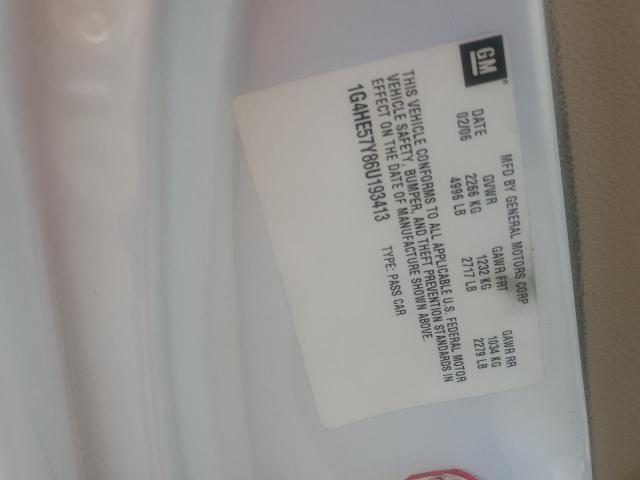 GM
MFD BY GENERAL MOTORS CORP
DATE GVWR GAWR FRT GAWR RR
02/06 2266 KG 1232 KG 1034 KG
4996 LB 2717 LB 2279 LB
THIS VEHICLE CONFORMS TO ALL APPLICABLE U.S. FEDERAL MOTOR
VEHICLE SAFETY, BUMPER, AND THEFT PREVENTION STANDARDS IN
EFFECT ON THE DATE OF MANUFACTURE SHOWN ABOVE.
1G4HE57Y86U193413 TYPE: PASS CAR